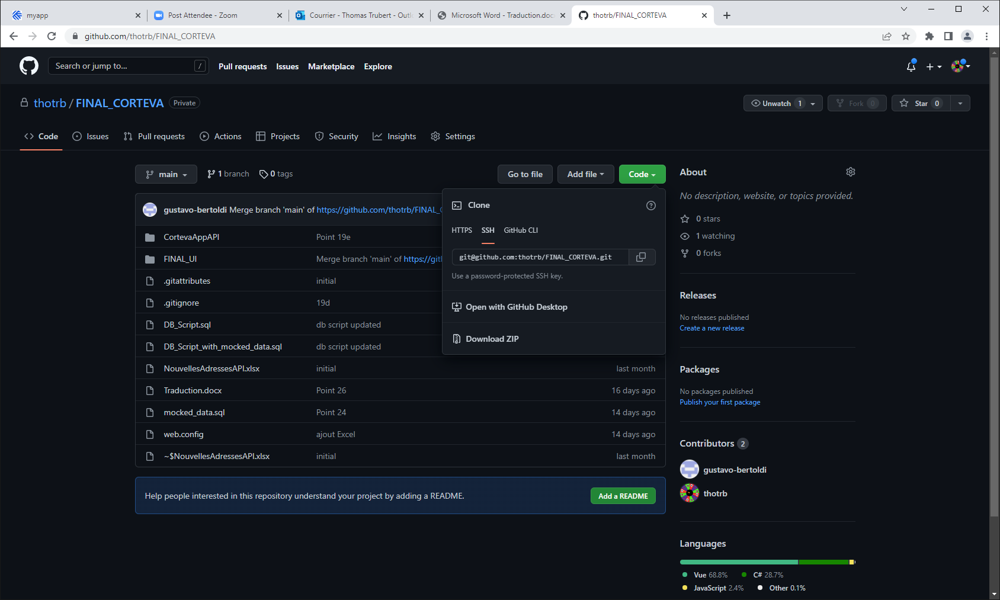 myapp
Post Attendee - Zoom
Courrier - Thomas Trubert - Outlo
Microsoft Word - Traduction.doc
thotrb/FINAL_CORTEVA
github.com/thotrb/FINAL_CORTEVA
Search or jump to... /
Pull requests Issues Marketplace Explore
thotrb / FINAL_CORTEVA Private
Unwatch 1 Fork 0 Star 0
Code Issues Pull requests Actions Projects Security Insights Settings
main 1 branch 0 tags Go to file Add file Code
gustavo-bertoldi Merge branch 'main' of https://github.com/thotrb/FINAL_
CortevaAppAPI Point 19e
FINAL_UI Merge branch 'main' of https://git
.gitattributes initial
.gitignore 19d
DB_Script.sql db script updated
DB_Script_with_mocked_data.sql db script updated
NouvellesAdressesAPI.xlsx initial last month
Traduction.docx Point 26 16 days ago
mocked_data.sql Point 24 14 days ago
web.config ajout Excel 14 days ago
~$NouvellesAdressesAPI.xlsx initial last month
Clone
HTTPS SSH GitHub CLI
git@github.com:thotrb/FINAL_CORTEVA.git
Use a password-protected SSH key.
Open with GitHub Desktop
Download ZIP
Help people interested in this repository understand your project by adding a README.
Add a README
About
No description, website, or topics provided.
0 stars
1 watching
0 forks
Releases
No releases published
Create a new release
Packages
No packages published
Publish your first package
Contributors 2
gustavo-bertoldi
thotrb
Languages
Vue 68.8% C# 28.7%
JavaScript 2.4% Other 0.1%